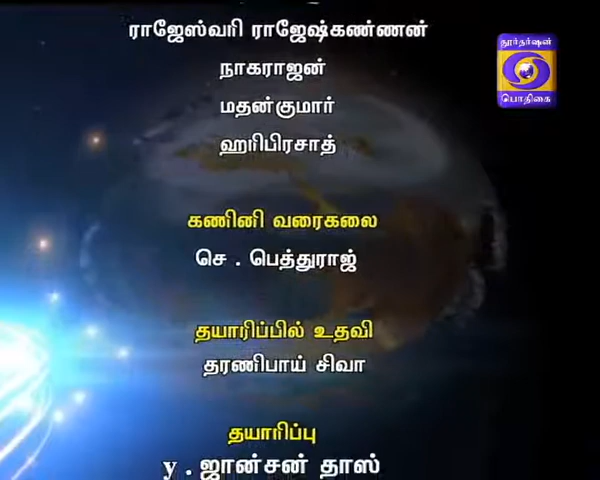 ராஜேஸ்வரி ராஜேஷ்கண்ணன்
தூர்தர்ஷன்
பொதிகை
நாகராஜன்
மதன்குமார்
ஹரிபிரசாத்
கணினி வரைகலை
செ . பெத்துராஜ்
தயாரிப்பில் உதவி
தரணிபாய் சிவா
தயாரிப்பு
y . ஜான்சன் தாஸ்